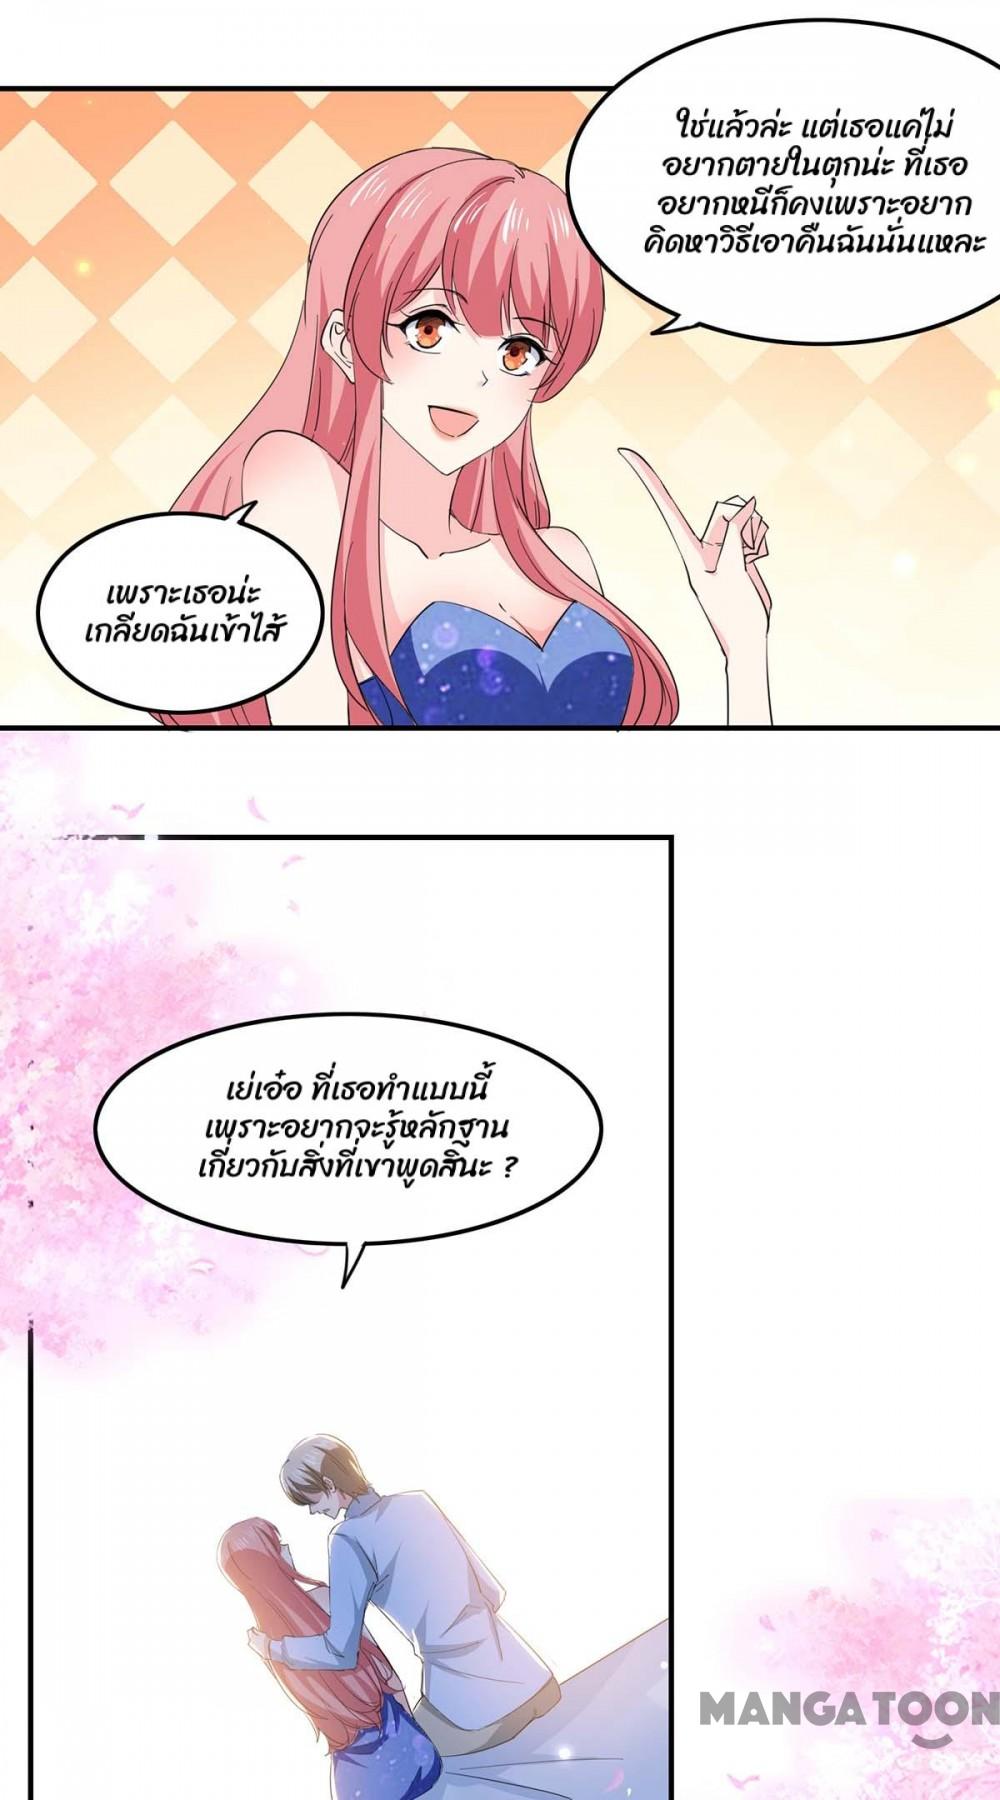 ใช่แล้วล่ะ แต่เธอแค่ไม่
อยากตายในตุกน่ะ ที่เธอ
อยากหนีก็คงเพราะอยาก
คิดหาวิธีเอาคืนฉันนั่นแหละ
เพราะเธอน่ะ
เกลียดฉันเข้าไส้
เย่เอ๋อ ที่เธอทำแบบนี้
เพราะอยากจะรู้หลักฐาน
เกี่ยวกับสิ่งที่เขาพูดสินะ ?
MANGATOON